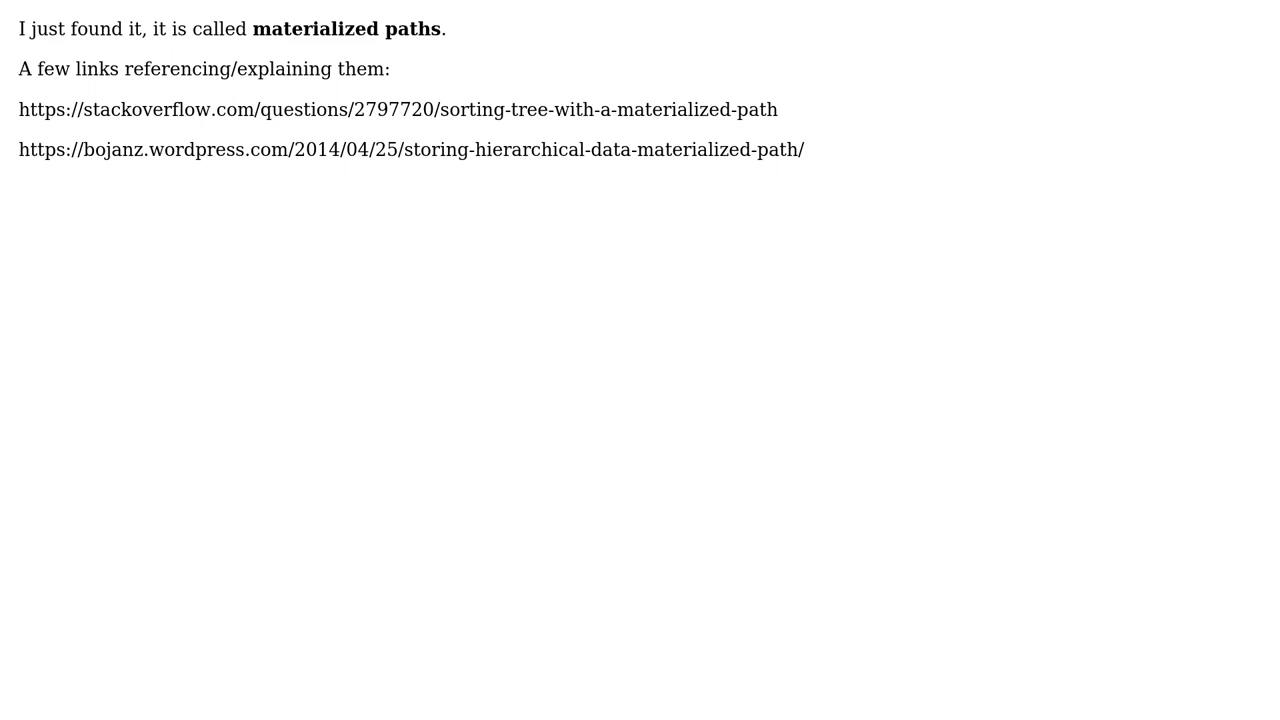 I just found it, it is called materialized paths.
A few links referencing/explaining them:
https://stackoverflow.com/questions/2797720/sorting-tree-with-a-materialized-path
https://bojanz.wordpress.com/2014/04/25/storing-hierarchical-data-materialized-path/